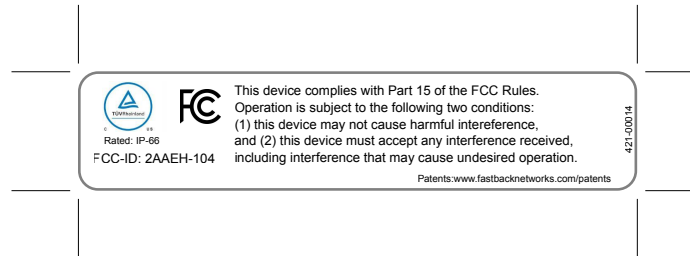 TÜVRheinland
C US
FC
Rated: IP-66
FCC-ID: 2AAEH-104
This device complies with Part 15 of the FCC Rules.
Operation is subject to the following two conditions:
(1) this device may not cause harmful intereference,
and (2) this device must accept any interference received,
including interference that may cause undesired operation.
Patents:www.fastbacknetworks.com/patents
421-00014